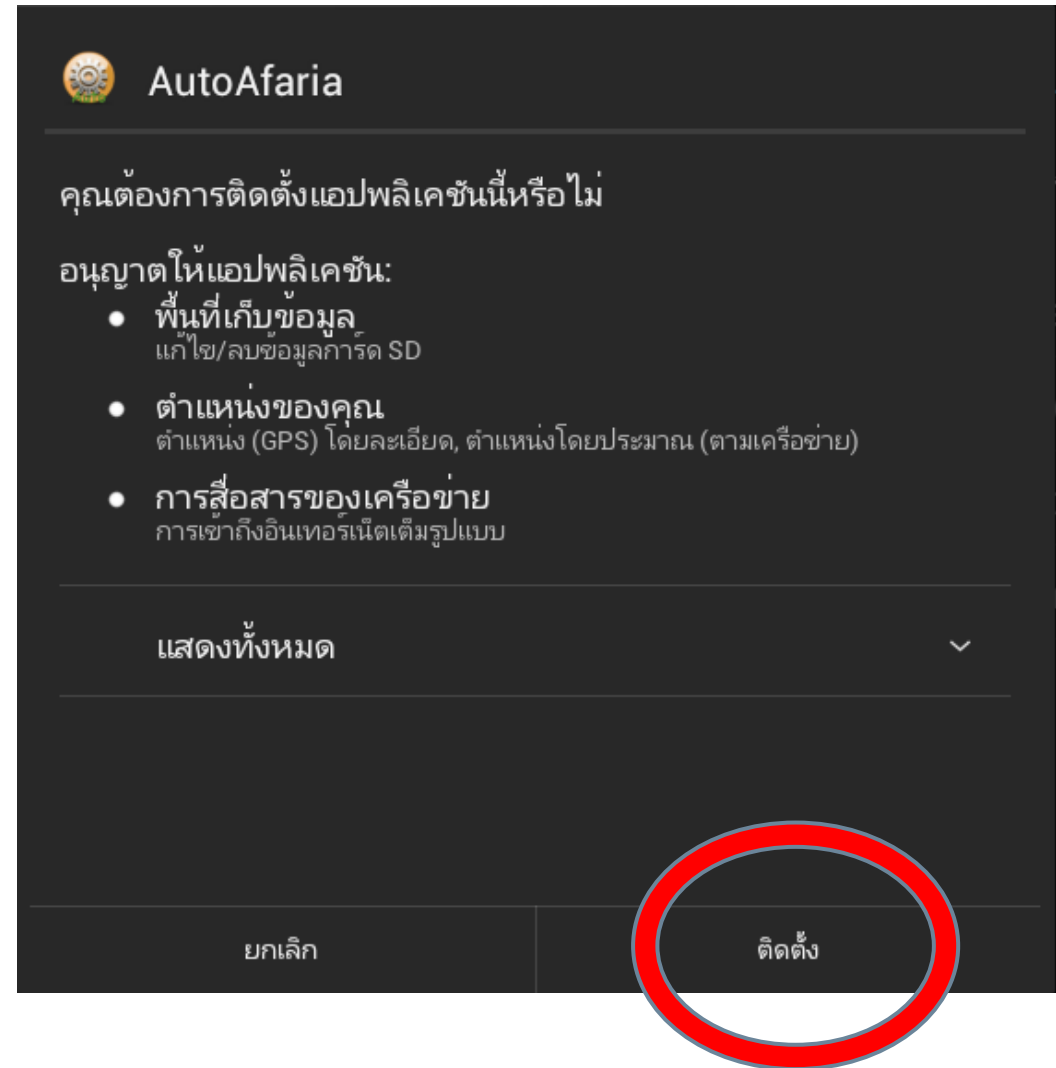 AutoAfaria
คุณต้องการติดตั้งแอปพลิเคชันนี้หรือไม่
อนุญาตให้แอปพลิเคชัน:
● พื้นที่เก็บข้อมูล
แก้ไข/ลบข้อมูลการ์ด SD
● ตำแหน่งของคุณ
ตำแหน่ง (GPS) โดยละเอียด, ตำแหน่งโดยประมาณ (ตามเครือข่าย)
● การสื่อสารของเครือข่าย
การเข้าถึงอินเทอร์เน็ตเต็มรูปแบบ
แสดงทั้งหมด
ยกเลิก
ติดตั้ง